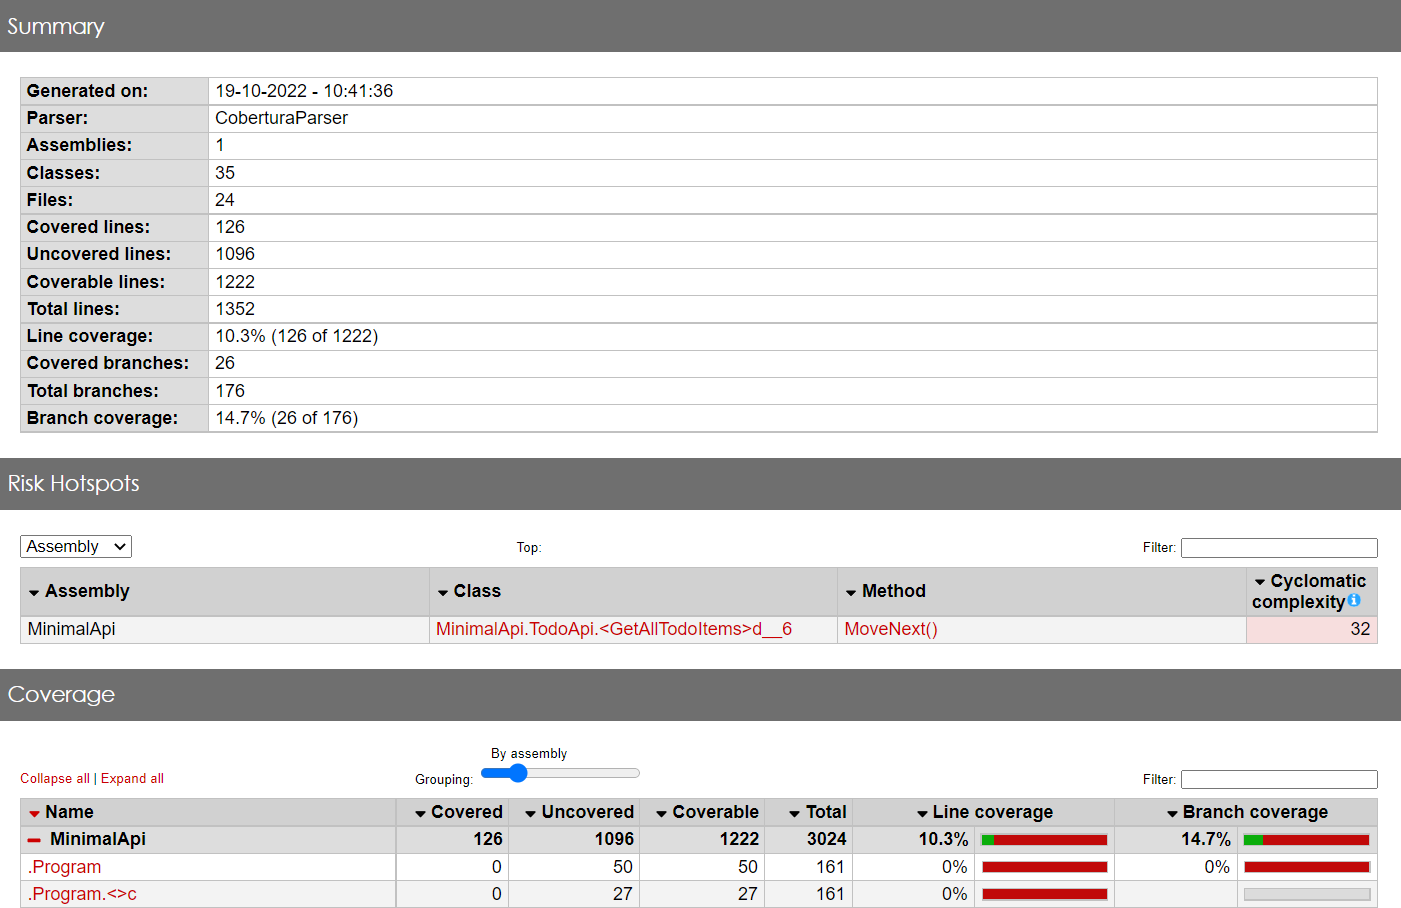 Summary
Generated on: 19-10-2022 - 10:41:36
Parser: CoberturaParser
Assemblies: 1
Classes: 35
Files: 24
Covered lines: 126
Uncovered lines: 1096
Coverable lines: 1222
Total lines: 1352
Line coverage: 10.3% (126 of 1222)
Covered branches: 26
Total branches: 176
Branch coverage: 14.7% (26 of 176)
Risk Hotspots
Assembly Top: Filter:
Assembly Class Method Cyclomatic complexity
MinimalApi MinimalApi.TodoApi.<GetAllTodoItems>d__6 MoveNext() 32
Coverage
By assembly
Collapse all | Expand all Grouping: Filter:
Name Covered Uncovered Coverable Total Line coverage Branch coverage
MinimalApi 126 1096 1222 3024 10.3% 14.7%
.Program 0 50 50 161 0% 0%
.Program.<>c 0 27 27 161 0%